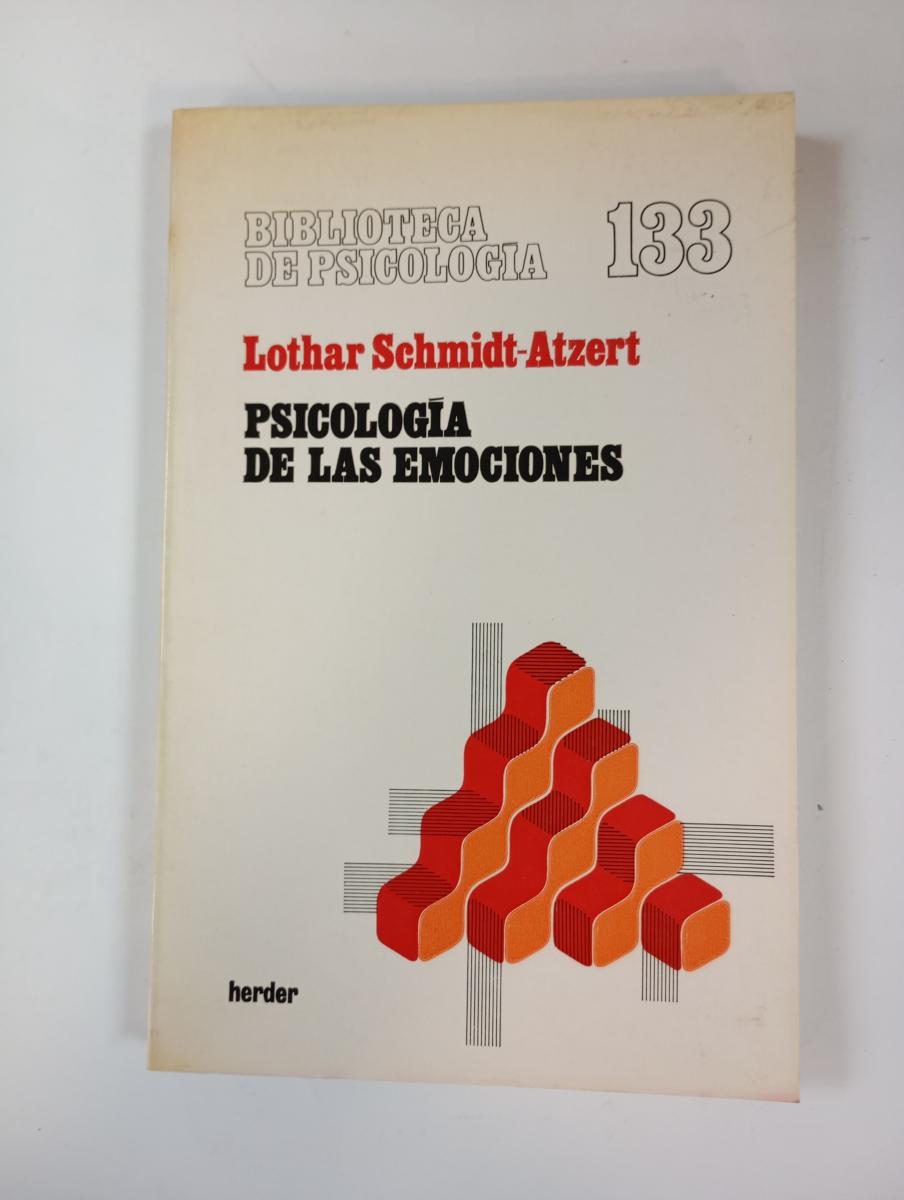 BIBLIOTECA
DE PSICOLOGÍA
133
Lothar Schmidt-Atzert
PSICOLOGÍA
DE LAS EMOCIONES
herder